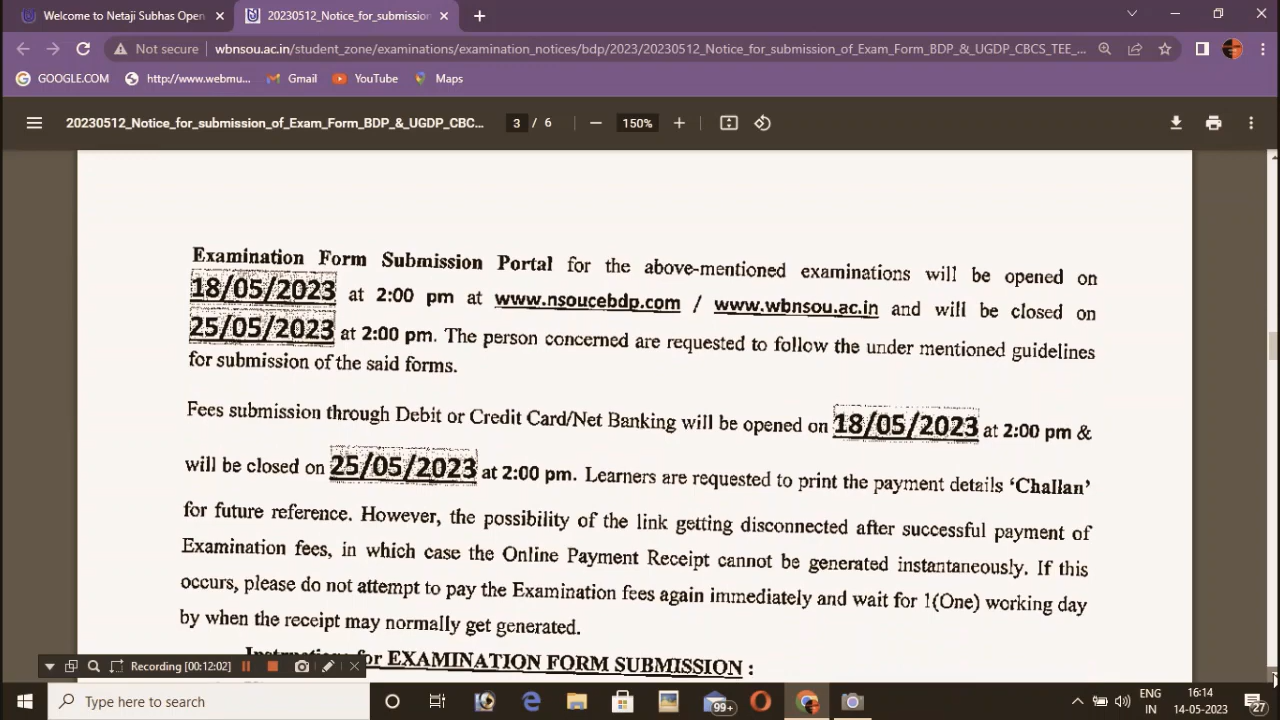 Welcome to Netaji Subhas Open
20230512_Notice_for_submission
Not secure
wbnsou.ac.in/student_zone/examinations/examination_notices/bdp/2023/20230512_Notice_for_submission_of_Exam_Form_BDP_&_UGDP_CBCS_TEE_...
GOOGLE.COM
http://www.webmu...
Gmail
YouTube
Maps
20230512_Notice_for_submission_of_Exam_Form_BDP_&_UGDP_CBC...
3 / 6
150%
Examination Form Submission Portal for the above-mentioned examinations will be opened on
18/05/2023 at 2:00 pm at www.nsoucebdp.com / www.wbnsou.ac.in and will be closed on
25/05/2023 at 2:00 pm. The person concerned are requested to follow the under mentioned guidelines
for submission of the said forms.
Fees submission through Debit or Credit Card/Net Banking will be opened on 18/05/2023 at 2:00 pm &
will be closed on 25/05/2023 at 2:00 pm. Learners are requested to print the payment details ‘Challan’
for future reference. However, the possibility of the link getting disconnected after successful payment of
Examination fees, in which case the Online Payment Receipt cannot be generated instantaneously. If this
occurs, please do not attempt to pay the Examination fees again immediately and wait for 1(One) working day
by when the receipt may normally get generated.
Instructions for EXAMINATION FORM SUBMISSION :
Recording [00:12:02]
Type here to search
99+
ENG
IN
16:14
14-05-2023
27